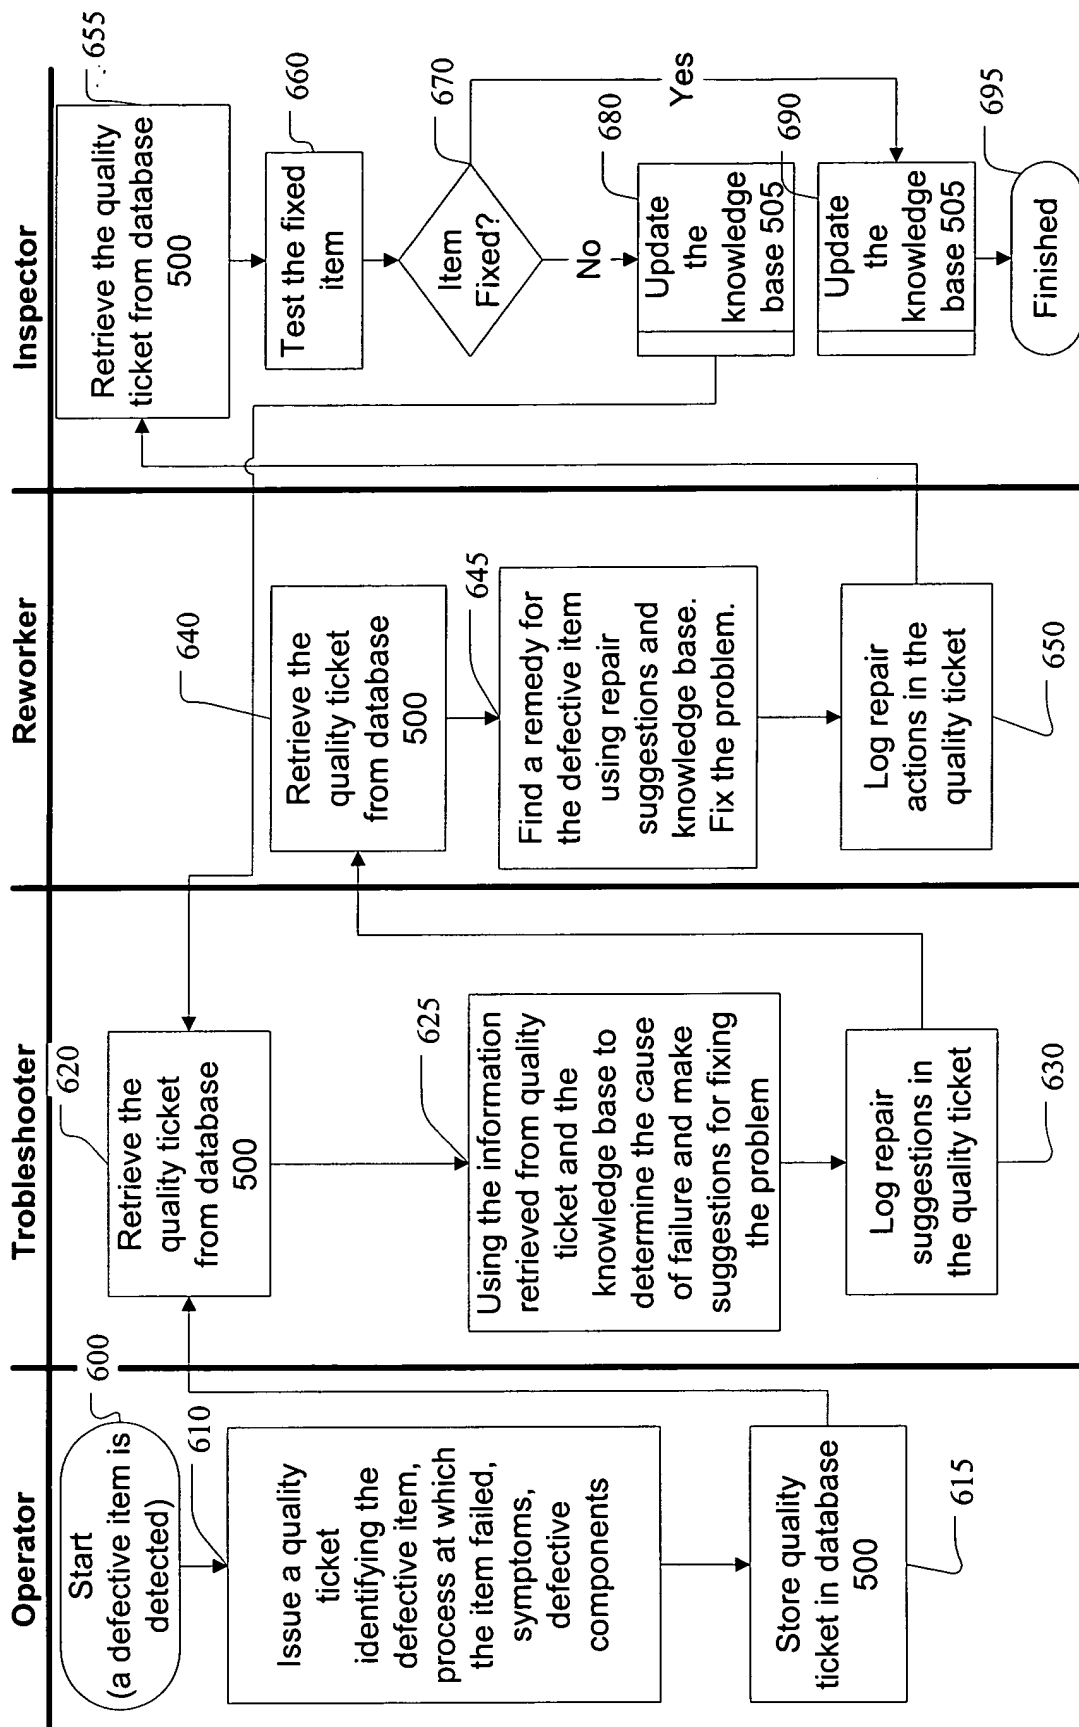 Operator
Trobleshooter
Reworker
Inspector
Start
(a defective item is
detected)
600
610
Issue a quality
ticket
identifying the
defective item,
process at which
the item failed,
symptoms,
defective
components
Store quality
ticket in database
500
615
620
Retrieve the
quality ticket
from database
500
625
Using the information
retrieved from quality
ticket and the
knowledge base to
determine the cause
of failure and make
suggestions for fixing
the problem
Log repair
suggestions in
the quality ticket
630
640
Retrieve the
quality ticket
from database
500
645
Find a remedy for
the defective item
using repair
suggestions and
knowledge base.
Fix the problem.
Log repair
actions in the
quality ticket
650
655
Retrieve the quality
ticket from database
500
660
Test the fixed
item
670
Item
Fixed?
Yes
No
680
Update
the
knowledge
base 505
690
Update
the
knowledge
base 505
695
Finished